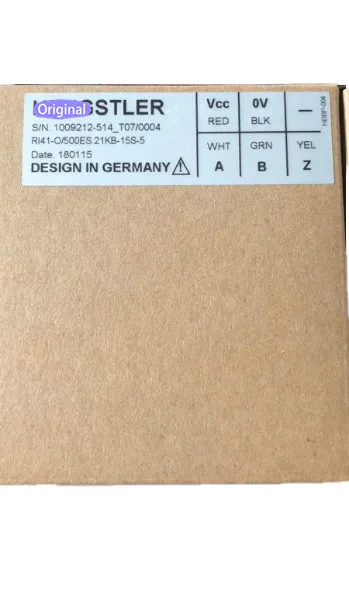 Original STLER
S/N. 1009212-514_T07/0004
RI41-O/500ES.21KB-15S-5
Date. 180115
DESIGN IN GERMANY
Vcc 0V —
RED BLK
WHT GRN YEL
A B Z